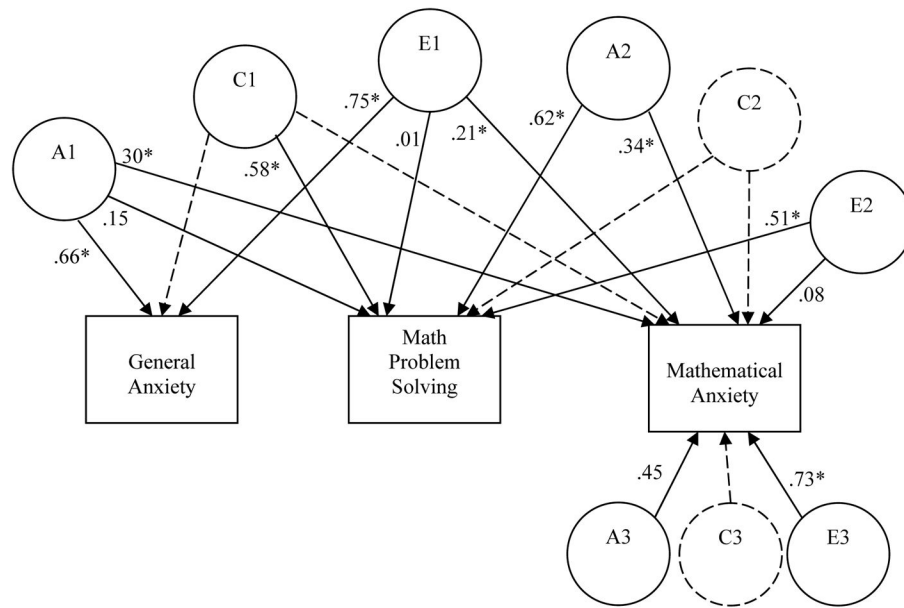 E1
A2
C1
C2
.75*
.62*
.01
.21*
.34*
A1
.30*
.58*
E2
.51*
.15
.66*
.08
General
Anxiety
Math
Problem
Solving
Mathematical
Anxiety
.45
.73*
A3
C3
E3